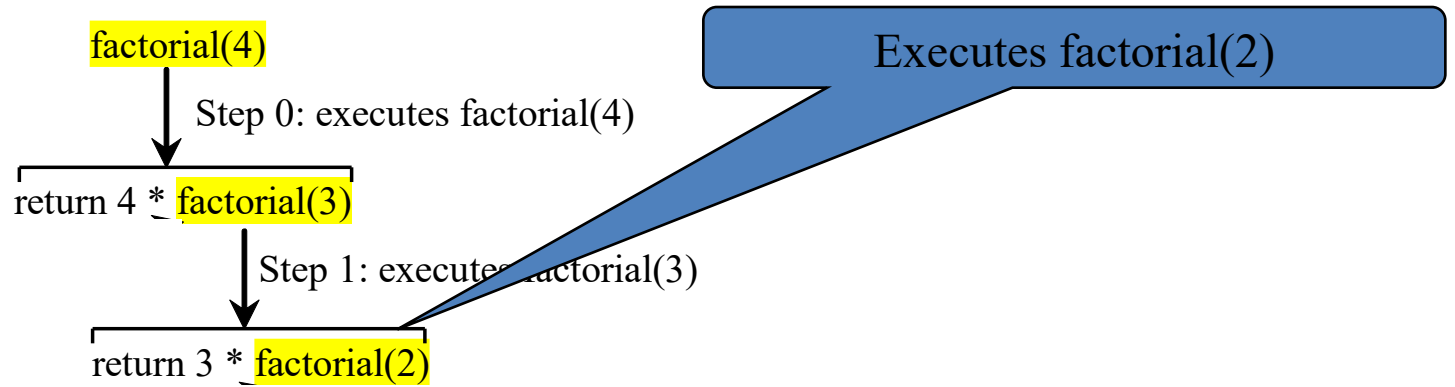 factorial(4)
Executes factorial(2)
Step 0: executes factorial(4)
return 4 * factorial(3)
Step 1: executes factorial(3)
return 3 * factorial(2)